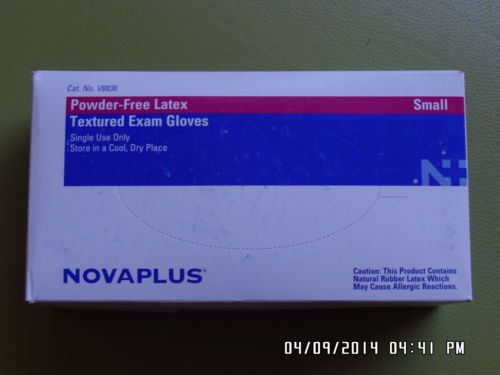 Cat. No. V8836
Powder-Free Latex Small
Textured Exam Gloves
Single Use Only
Store in a Cool, Dry Place
N+
NOVAPLUS®
Caution: This Product Contains
Natural Rubber Latex Which
May Cause Allergic Reactions.
04/09/2014 04:41 PM